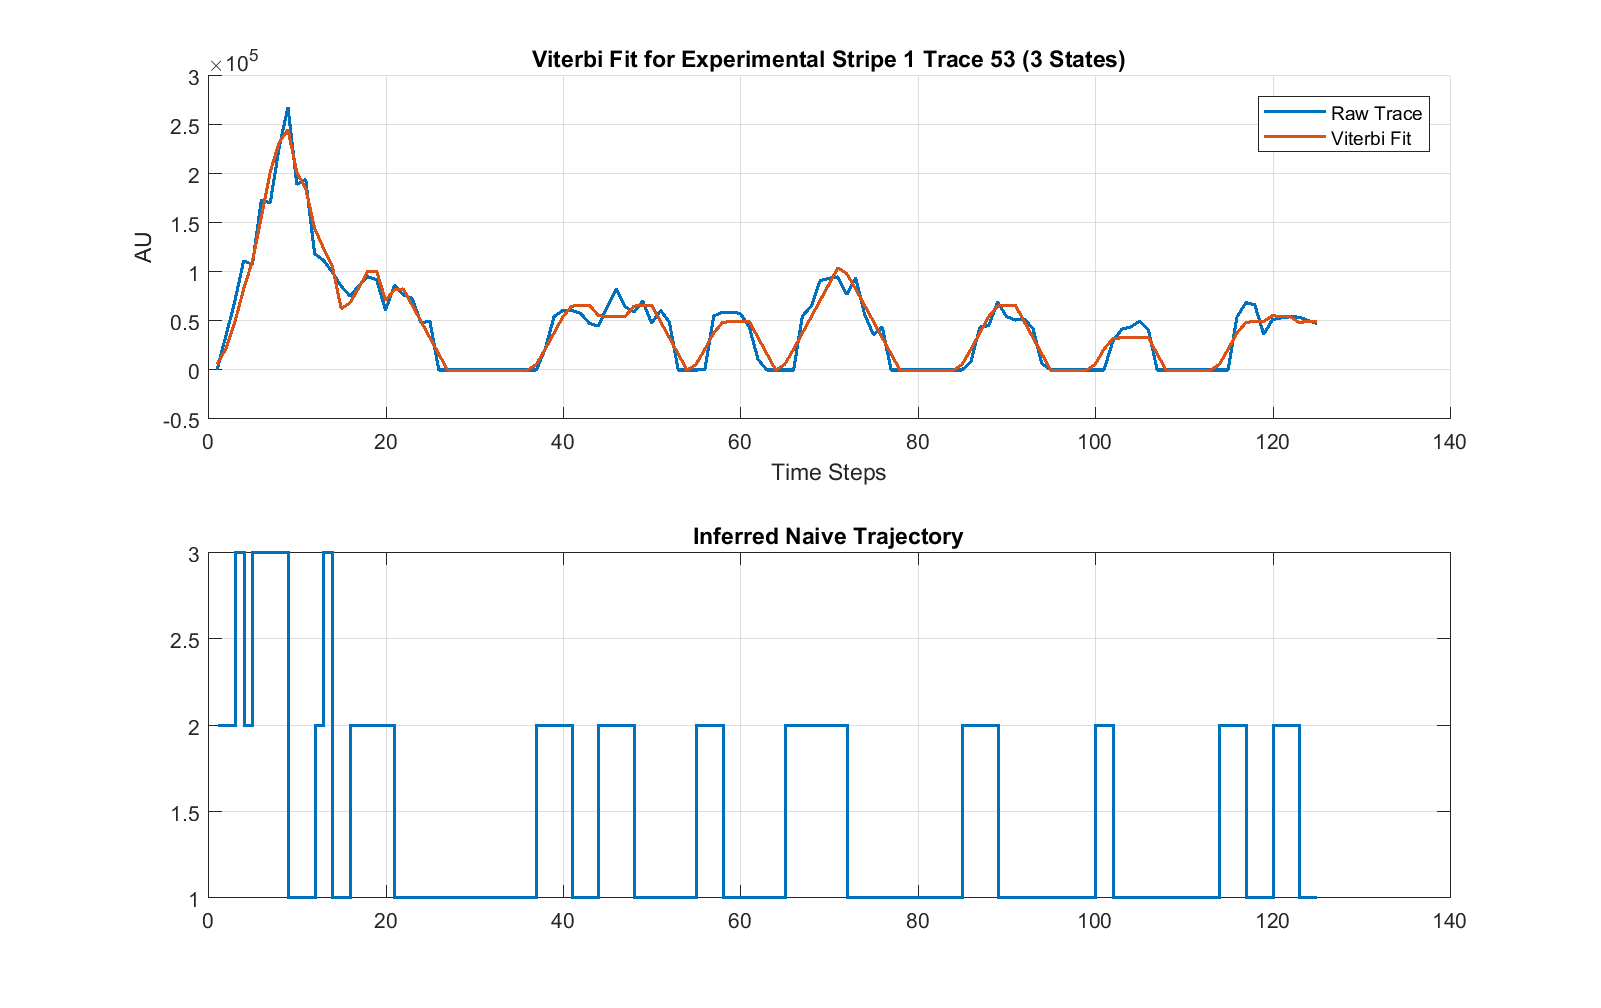 Viterbi Fit for Experimental Stripe 1 Trace 53 (3 States)
×10^5
3
2.5
2
1.5
1
0.5
0
-0.5
AU
Raw Trace
Viterbi Fit
0 20 40 60 80 100 120 140
Time Steps
Inferred Naive Trajectory
3
2.5
2
1.5
1
0 20 40 60 80 100 120 140